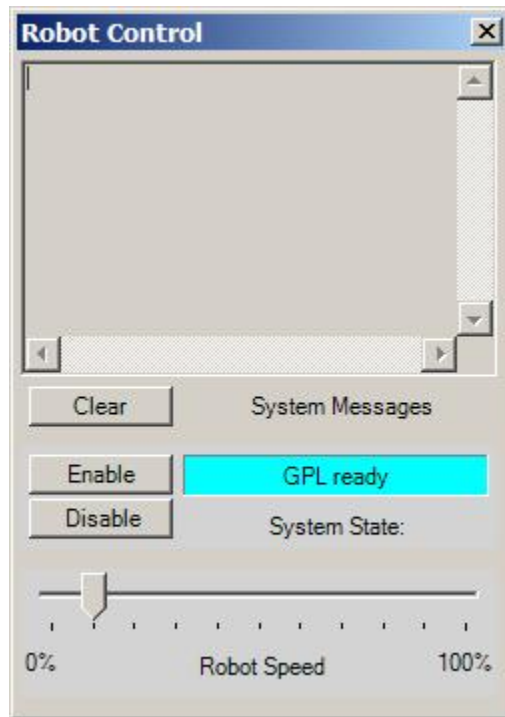 Robot Control
Clear
System Messages
Enable
GPL ready
Disable
System State:
0%
Robot Speed
100%